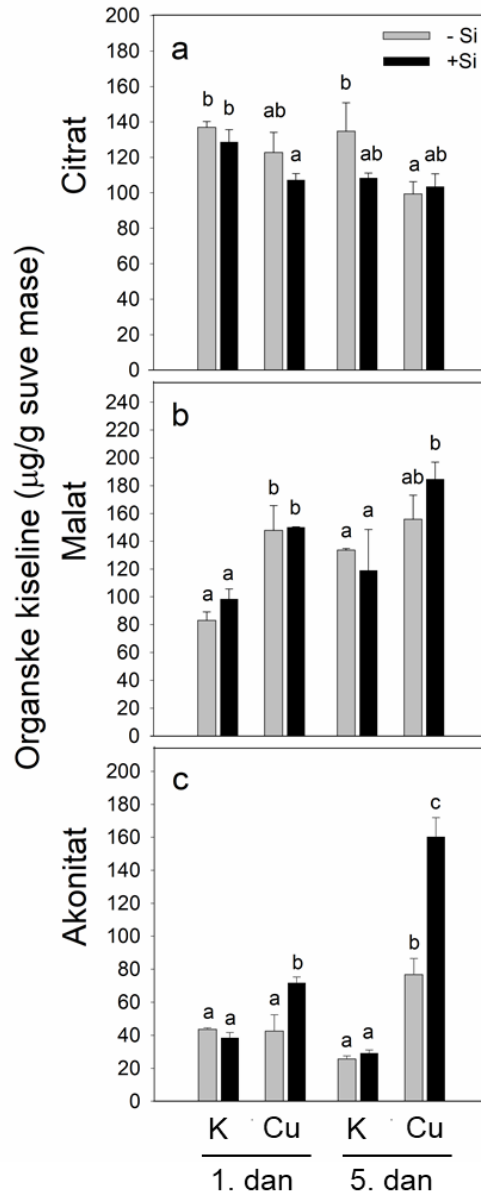 Organske kiseline (μg/g suve mase)
Citrat
a
- Si
+Si
200
180
160
140
120
100
80
60
40
20
0
b b ab a b ab a ab
Malat
b
240
220
200
180
160
140
120
100
80
60
40
20
0
a a b b a a ab b
Akonitat
c
200
180
160
140
120
100
80
60
40
20
0
a a a b a a b c
K Cu K Cu
1. dan 5. dan